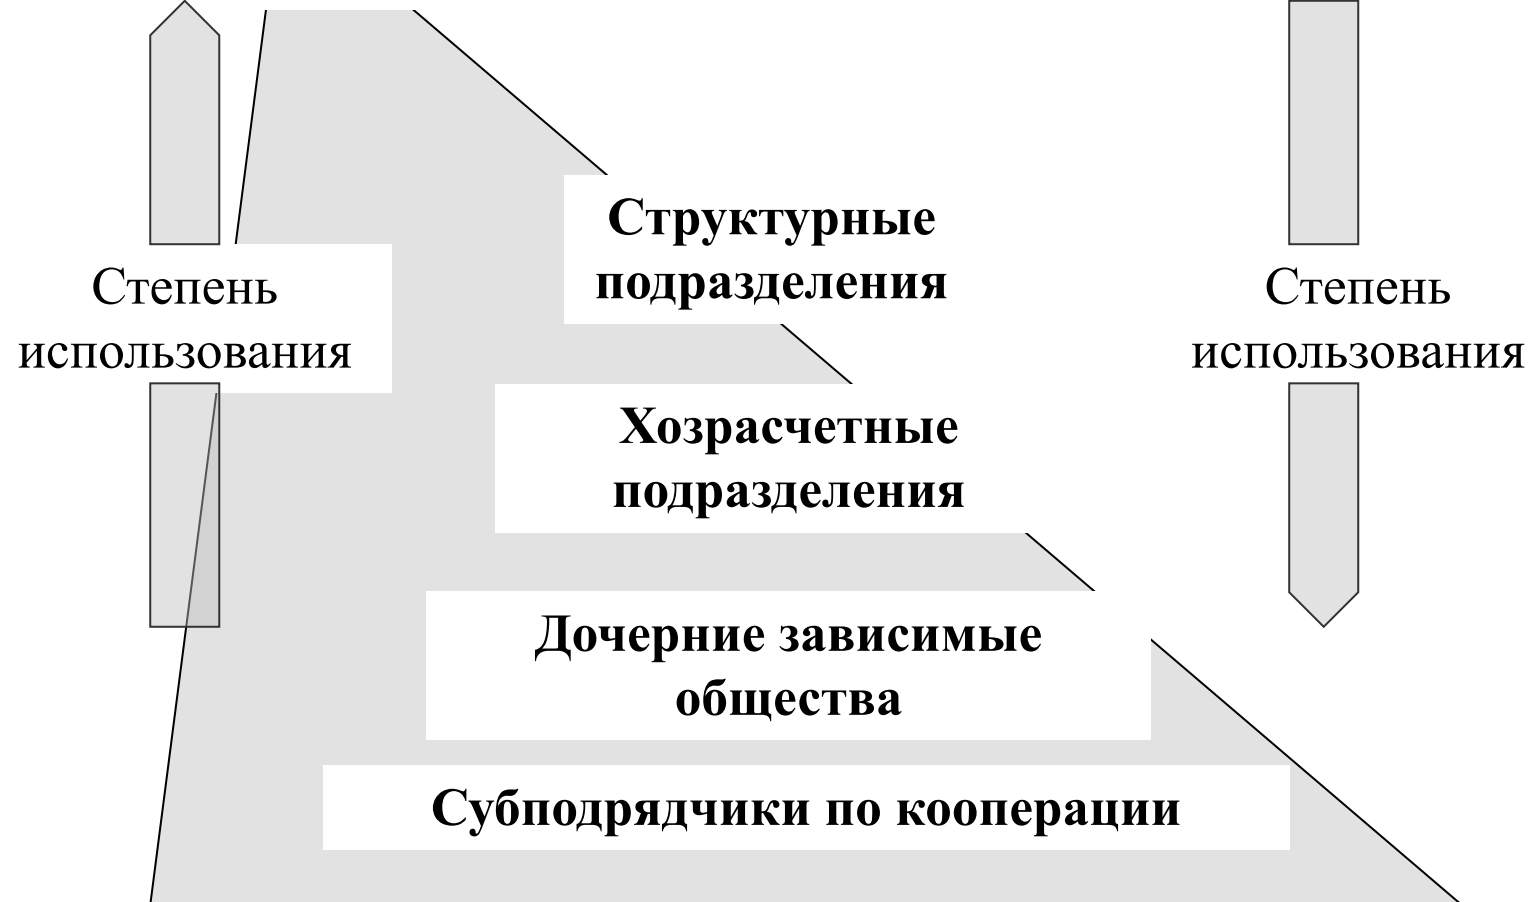 Структурные
подразделения
Степень
использования
Степень
использования
Хозрасчетные
подразделения
Дочерние зависимые
общества
Субподрядчики по кооперации